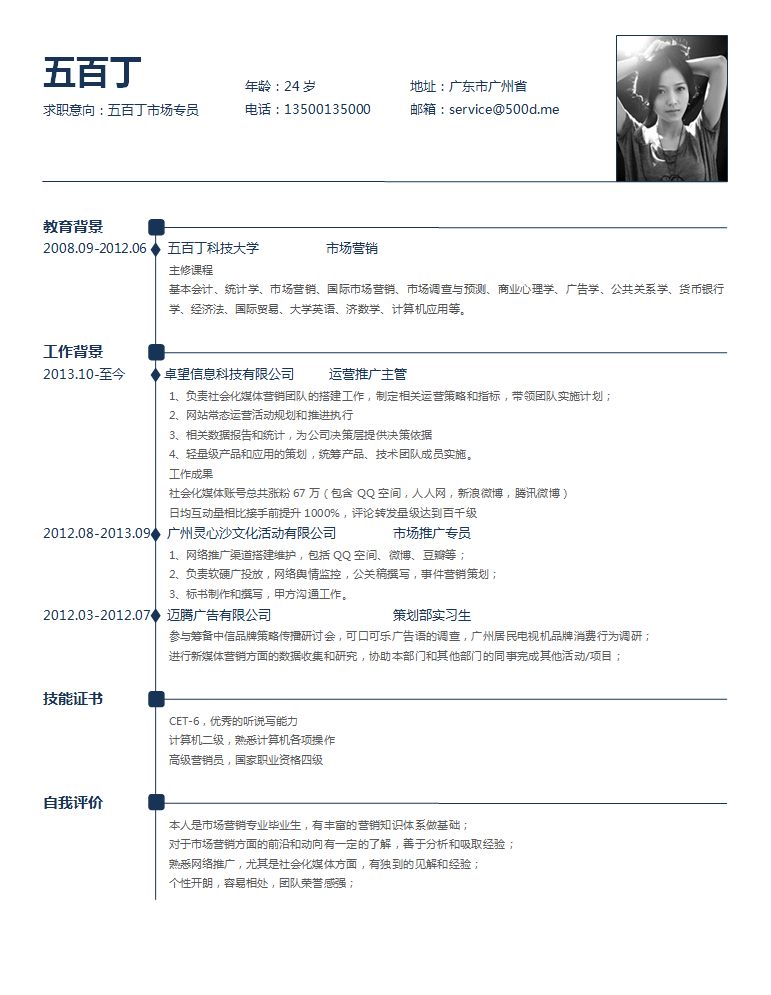 五百丁
年龄：24 岁
地址：广东市广州省
求职意向：五百丁市场专员
电话：13500135000
邮箱：service@500d.me
教育背景
2008.09-2012.06 五百丁科技大学 市场营销
主修课程
基本会计、统计学、市场营销、国际市场营销、市场调查与预测、商业心理学、广告学、公共关系学、货币银行
学、经济法、国际贸易、大学英语、济数学、计算机应用等。
工作背景
2013.10-至今 卓望信息科技有限公司 运营推广主管
1、负责社会化媒体营销团队的搭建工作，制定相关运营策略和指标，带领团队实施计划；
2、网站常态运营活动规划和推进执行
3、相关数据报告和统计，为公司决策层提供决策依据
4、轻量级产品和应用的策划，统筹产品、技术团队成员实施。
工作成果
社会化媒体账号总共涨粉 67 万（包含 QQ 空间，人人网，新浪微博，腾讯微博）
日均互动量相比接手前提升 1000%，评论转发量级达到百千级
2012.08-2013.09 广州灵心沙文化活动有限公司 市场推广专员
1、网络推广渠道搭建维护，包括 QQ 空间、微博、豆瓣等；
2、负责软硬广投放，网络舆情监控，公关稿撰写，事件营销策划；
3、标书制作和撰写，甲方沟通工作。
2012.03-2012.07 迈腾广告有限公司 策划部实习生
参与筹备中信品牌策略传播研讨会，可口可乐广告语的调查，广州居民电视机品牌消费行为调研；
进行新媒体营销方面的数据收集和研究，协助本部门和其他部门的同事完成其他活动/项目；
技能证书
CET-6，优秀的听说写能力
计算机二级，熟悉计算机各项操作
高级营销员，国家职业资格四级
自我评价
本人是市场营销专业毕业生，有丰富的营销知识体系做基础；
对于市场营销方面的前沿和动向有一定的了解，善于分析和吸取经验；
熟悉网络推广，尤其是社会化媒体方面，有独到的见解和经验；
个性开朗，容易相处，团队荣誉感强；